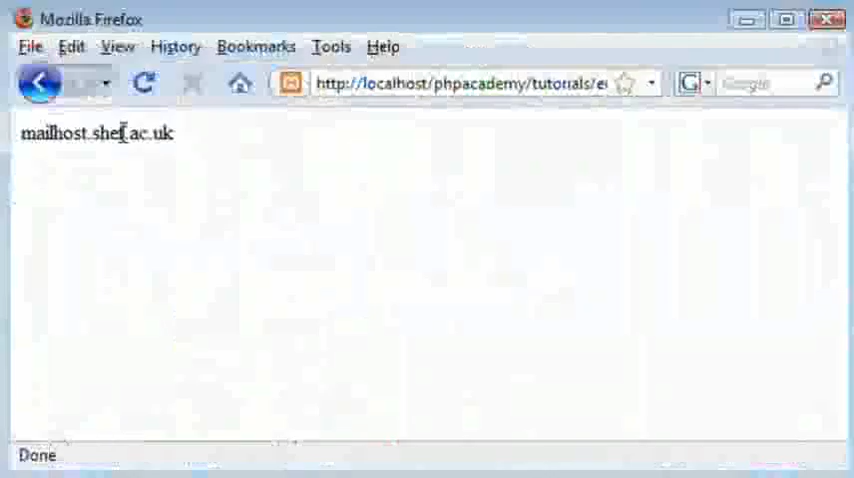 Mozilla Firefox
File Edit View History Bookmarks Tools Help
http://localhost/phpacademy/tutorials/e
Google
mailhost.shef.ac.uk
Done